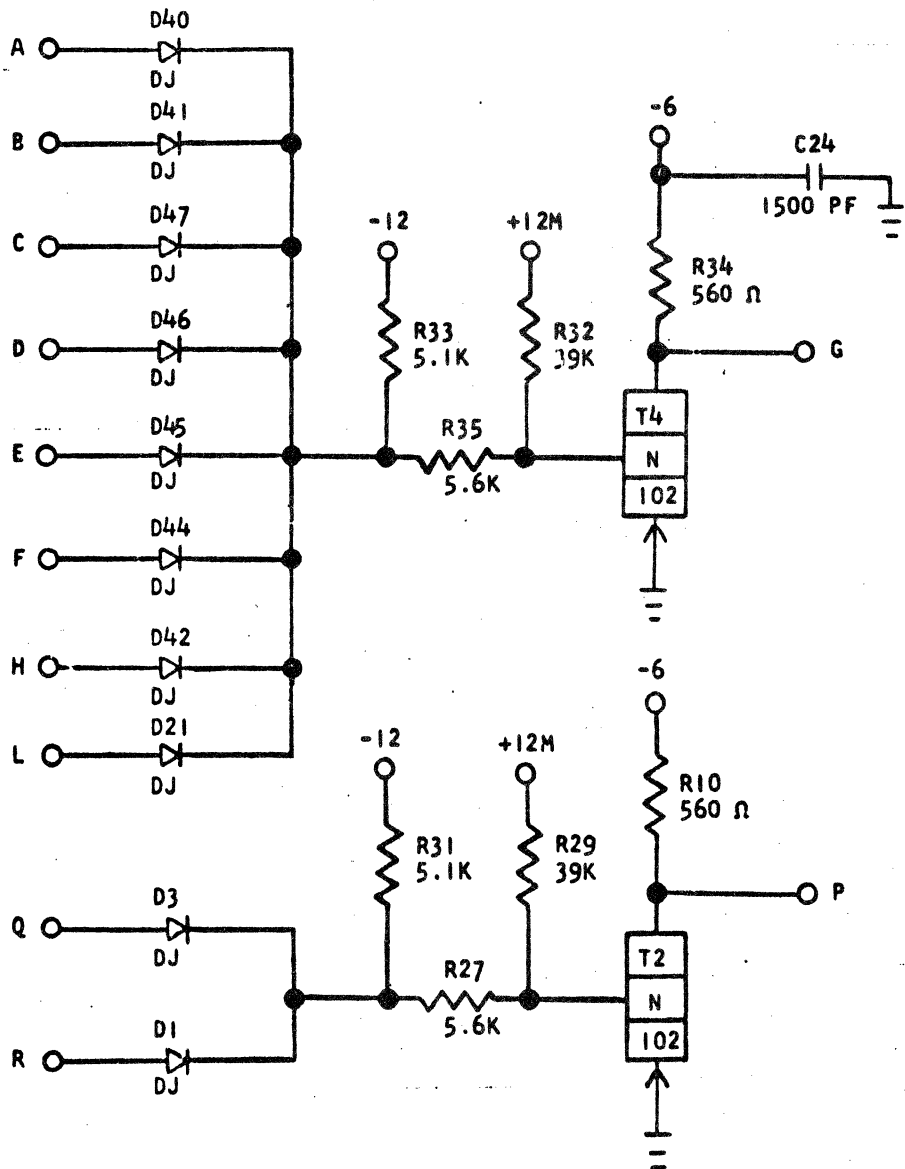 D40
A
DJ
D41
B
DJ
D47
C
DJ
D46
D
DJ
D45
E
DJ
D44
F
DJ
D42
H
DJ
D21
L
DJ
-12
+12M
R33
5.1K
R32
39K
R35
5.6K
-6
C24
1500 PF
R34
560 Ω
G
T4
N
102
D3
Q
DJ
D1
R
DJ
-12
+12M
R31
5.1K
R29
39K
R27
5.6K
-6
R10
560 Ω
P
T2
N
102